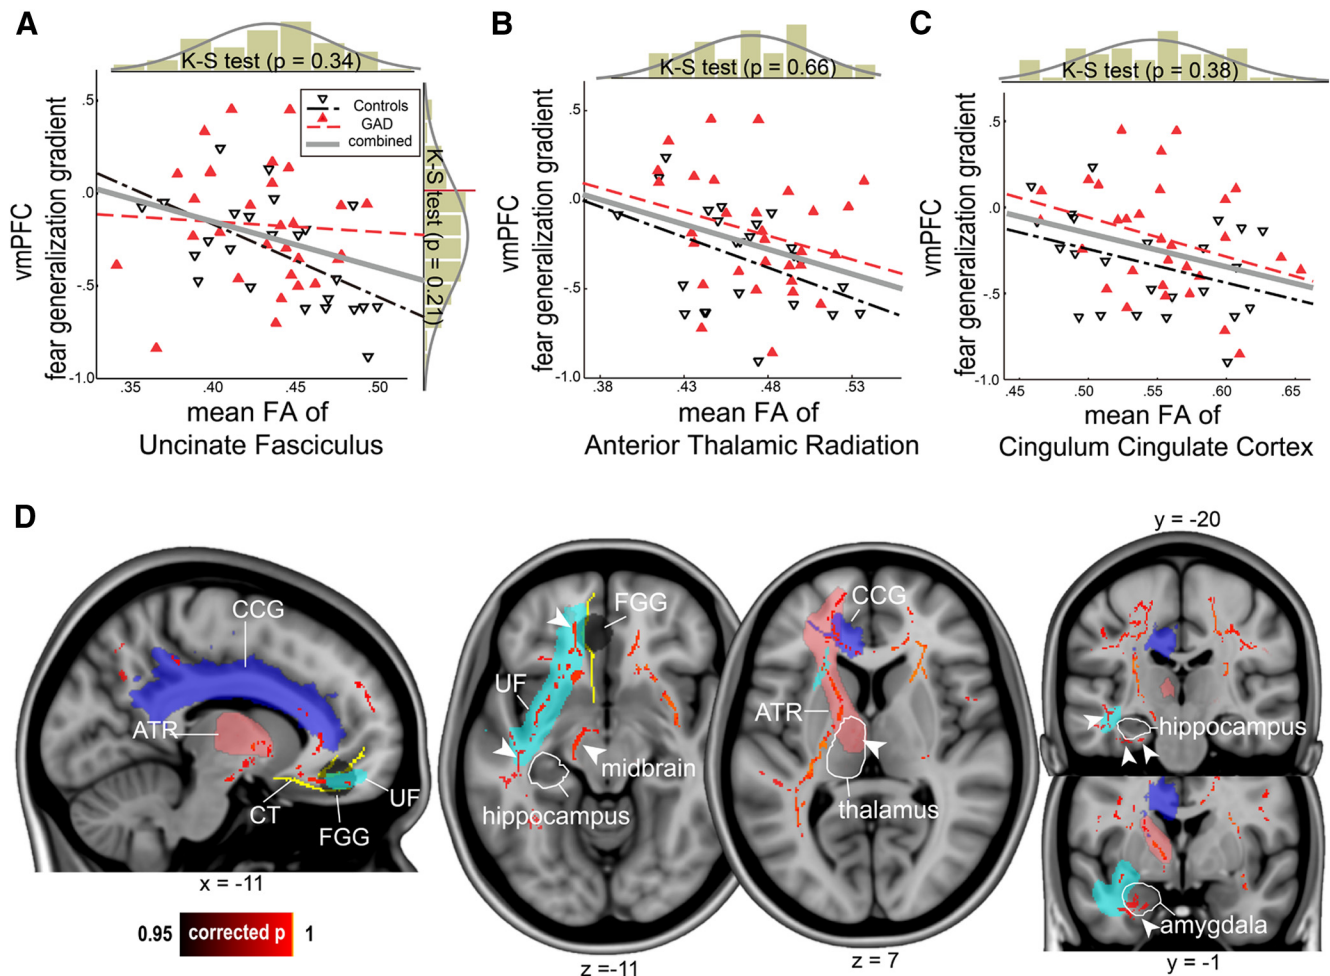 A
K-S test (p = 0.34)
vmPFC
fear generalization gradient
.5
.0
-.5
-1.0
Controls
GAD
combined
K-S test (p = 0.21)
.35
.40
.45
.50
mean FA of
Uncinate Fasciculus
B
K-S test (p = 0.66)
vmPFC
fear generalization gradient
.5
.0
-.5
-1.0
.38
.43
.48
.53
mean FA of
Anterior Thalamic Radiation
C
K-S test (p = 0.38)
vmPFC
fear generalization gradient
.5
.0
-.5
-1.0
.45
.50
.55
.60
.65
mean FA of
Cingulum Cingulate Cortex
D
CCG
ATR
CT
FGG
UF
x = -11
0.95
corrected p
1
FGG
UF
midbrain
hippocampus
z =-11
CCG
ATR
thalamus
z = 7
y = -20
hippocampus
amygdala
y = -1